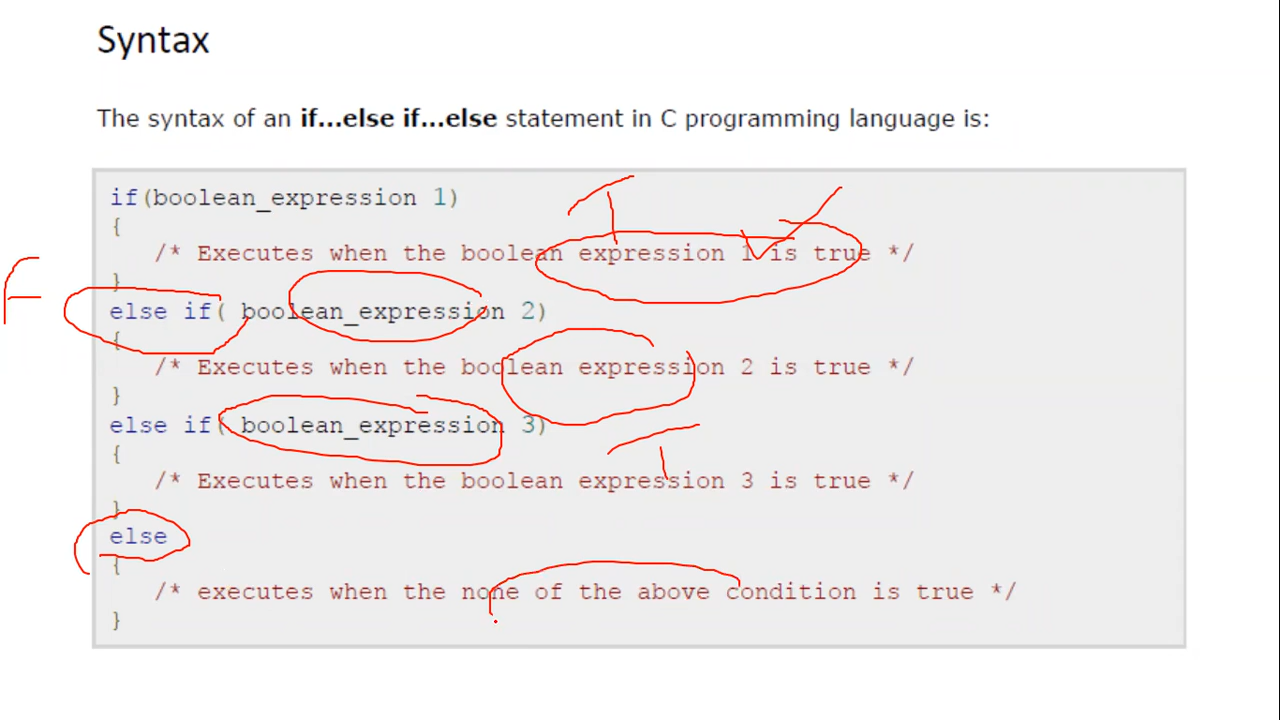 Syntax
The syntax of an if...else if...else statement in C programming language is:
if(boolean_expression 1)
{
/* Executes when the boolean expression 1 is true */
}
else if( boolean_expression 2)
{
/* Executes when the boolean expression 2 is true */
}
else if( boolean_expression 3)
{
/* Executes when the boolean expression 3 is true */
}
else
{
/* executes when the none of the above condition is true */
}
T
F
T